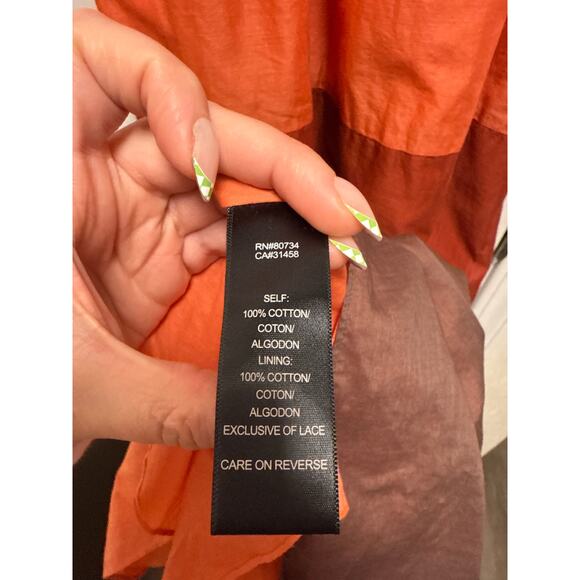 RN#80734
CA#31458
SELF:
100% COTTON/
COTON/
ALGODON
LINING:
100% COTTON/
COTON/
ALGODON
EXCLUSIVE OF LACE
CARE ON REVERSE